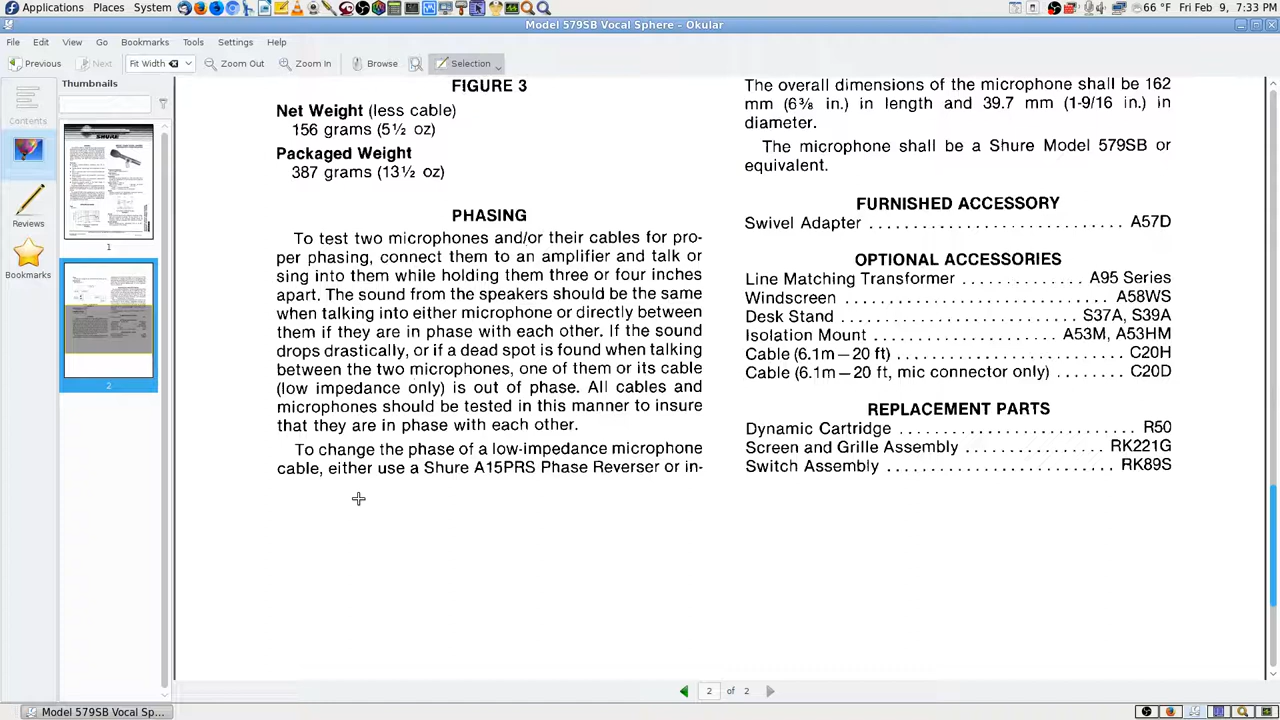 Applications Places System
66 °F Fri Feb 9, 7:33 PM
Model 579SB Vocal Sphere - Okular
File Edit View Go Bookmarks Tools Settings Help
Previous Next Fit Width Zoom Out Zoom In Browse Selection
Thumbnails
Contents
Reviews
Bookmarks
SHURE
1
2
FIGURE 3
Net Weight (less cable)
156 grams (5½ oz)
Packaged Weight
387 grams (13½ oz)
PHASING
To test two microphones and/or their cables for pro-
per phasing, connect them to an amplifier and talk or
sing into them while holding them three or four inches
apart. The sound from the speakers should be the same
when talking into either microphone or directly between
them if they are in phase with each other. If the sound
drops drastically, or if a dead spot is found when talking
between the two microphones, one of them or its cable
(low impedance only) is out of phase. All cables and
microphones should be tested in this manner to insure
that they are in phase with each other.
To change the phase of a low-impedance microphone
cable, either use a Shure A15PRS Phase Reverser or in-
The overall dimensions of the microphone shall be 162
mm (6⅜ in.) in length and 39.7 mm (1-9/16 in.) in
diameter.
The microphone shall be a Shure Model 579SB or
equivalent.
FURNISHED ACCESSORY
Swivel Adapter . . . . . . . . . . . . . . . . . . . . . . . . . . . . A57D
OPTIONAL ACCESSORIES
Line Matching Transformer . . . . . . . . . . . . . A95 Series
Windscreen . . . . . . . . . . . . . . . . . . . . . . . . . . . . . A58WS
Desk Stand . . . . . . . . . . . . . . . . . . . . . . . . . S37A, S39A
Isolation Mount . . . . . . . . . . . . . . . . . . . . A53M, A53HM
Cable (6.1m—20 ft) . . . . . . . . . . . . . . . . . . . . . . . . C20H
Cable (6.1m—20 ft, mic connector only) . . . . . . . . C20D
REPLACEMENT PARTS
Dynamic Cartridge . . . . . . . . . . . . . . . . . . . . . . . . . . R50
Screen and Grille Assembly . . . . . . . . . . . . . . . RK221G
Switch Assembly . . . . . . . . . . . . . . . . . . . . . . . . . RK89S
2 of 2
Model 579SB Vocal Sp...